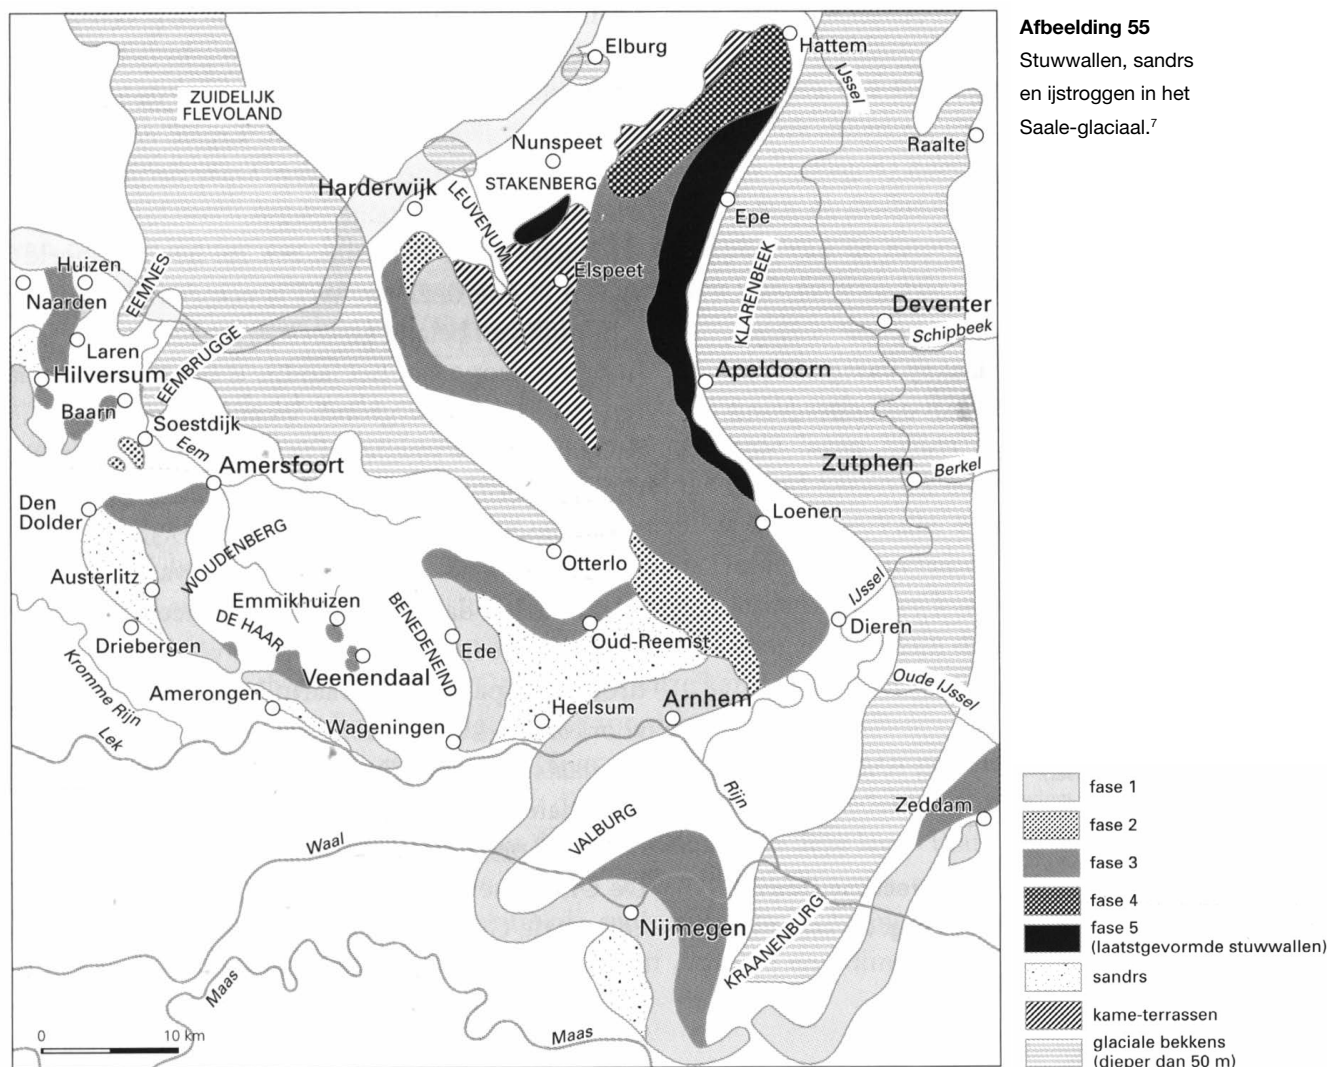 Afbeelding 55
Stuwwallen, sandrs
en ijstroggen in het
Saale-glaciaal.7
Elburg
Hattem
IJssel
ZUIDELIJK
FLEVOLAND
Raalte
Nunspeet
STAKENBERG
Harderwijk
LEUVENUM
Epe
Huizen
Naarden
EEMNES
Elspeet
KLARENBEEK
Deventer
Schipbeek
Laren
EEMBRUGGE
Hilversum
Apeldoorn
Baarn
Soestdijk
Eem
Amersfoort
Zutphen
Berkel
Den
Dolder
Loenen
WOUDENBERG
Otterlo
Austerlitz
Emmikhuizen
BENEDENEIND
IJssel
DE HAAR
Driebergen
Ede
Oud-Reemst
Dieren
Kromme Rijn
Veenendaal
Oude IJssel
Amerongen
Heelsum
Arnhem
Wageningen
Lek
Rijn
Zeddam
VALBURG
Waal
Nijmegen
KRAANENBURG
Maas
Maas
0 10 km
fase 1
fase 2
fase 3
fase 4
fase 5
(laatstgevormde stuwwallen)
sandrs
kame-terrassen
glaciale bekkens
(dieper dan 50 m)